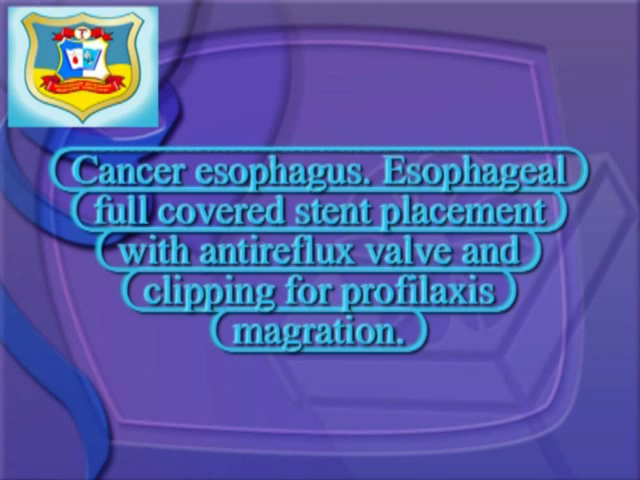 Cancer esophagus. Esophageal
full covered stent placement
with antireflux valve and
clipping for profilaxis
magration.